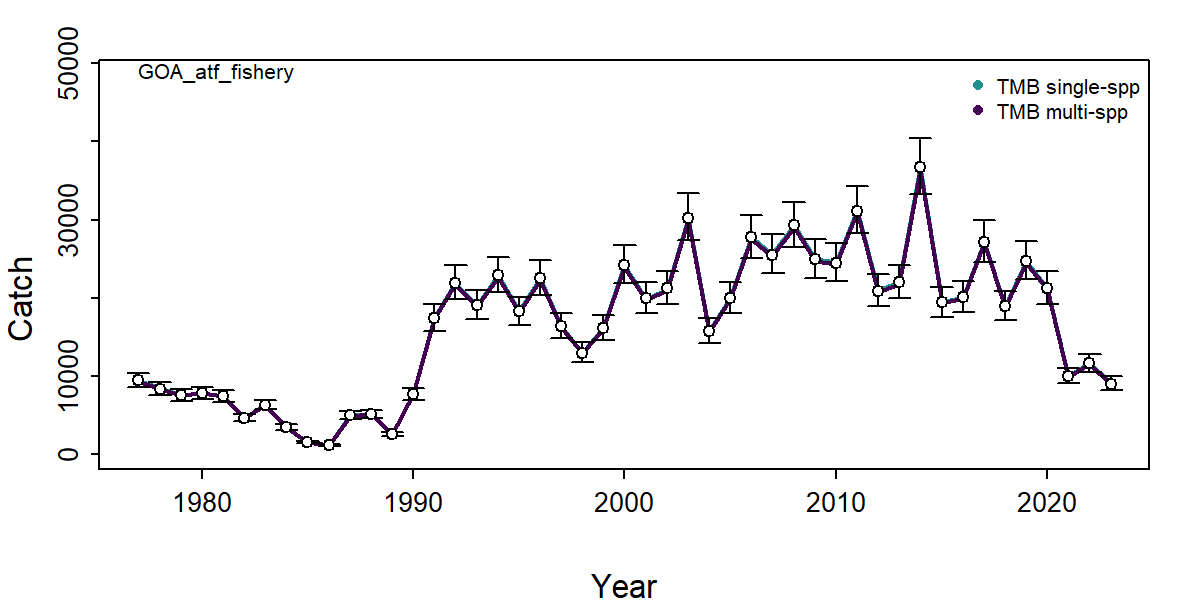 GOA_atf_fishery
TMB single-spp
TMB multi-spp
Catch
50000
30000
10000
0
1980 1990 2000 2010 2020
Year